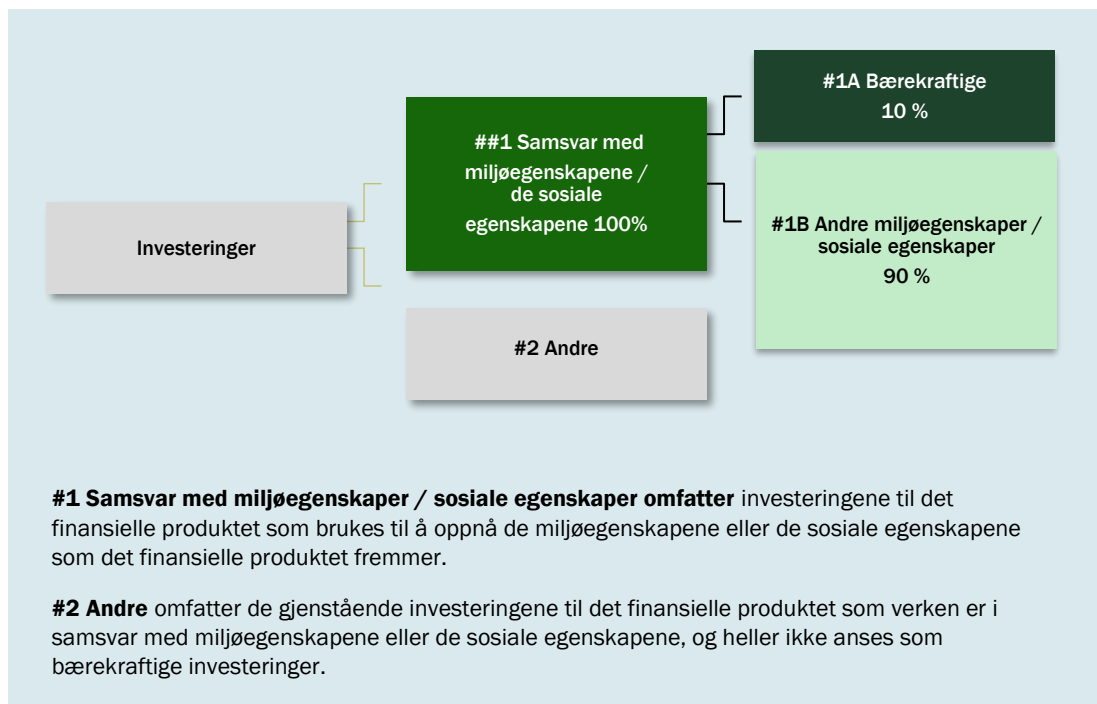 Investeringer
##1 Samsvar med
miljøegenskapene /
de sosiale
egenskapene 100%
#2 Andre
#1A Bærekraftige
10 %
#1B Andre miljøegenskaper /
sosiale egenskaper
90 %
#1 Samsvar med miljøegenskaper / sosiale egenskaper omfatter investeringene til det
finansielle produktet som brukes til å oppnå de miljøegenskapene eller de sosiale egenskapene
som det finansielle produktet fremmer.
#2 Andre omfatter de gjenstående investeringene til det finansielle produktet som verken er i
samsvar med miljøegenskapene eller de sosiale egenskapene, og heller ikke anses som
bærekraftige investeringer.